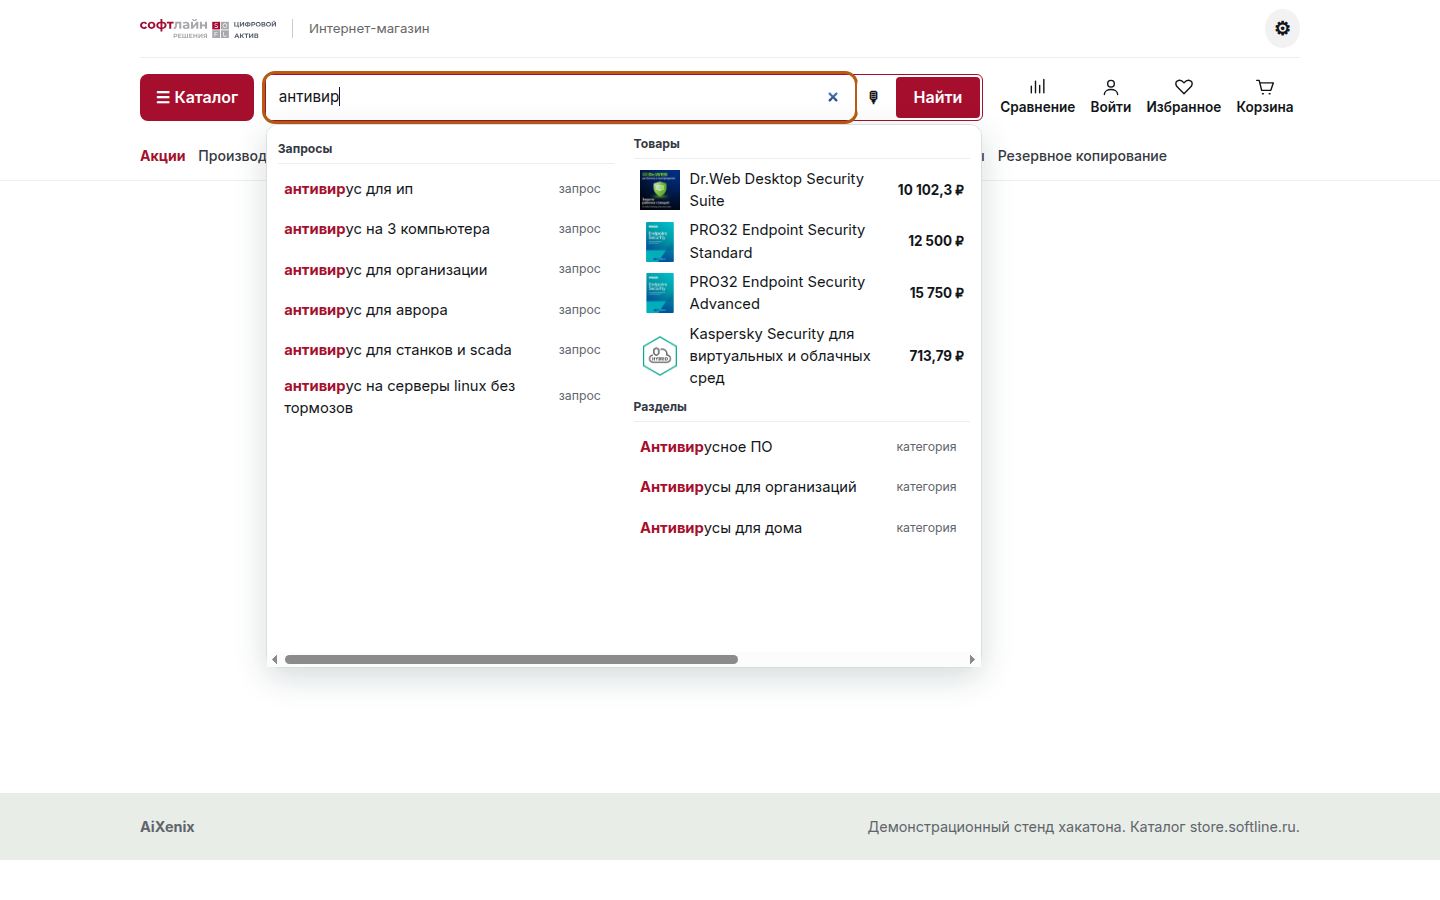 софтлайн
РЕШЕНИЯ
ЦИФРОВОЙ
АКТИВ
Интернет-магазин
Каталог
антивир
Найти
Сравнение
Войти
Избранное
Корзина
Акции
Производ
Резервное копирование
Запросы
антивирус для ип запрос
антивирус на 3 компьютера запрос
антивирус для организации запрос
антивирус для аврора запрос
антивирус для станков и scada запрос
антивирус на серверы linux без
тормозов
запрос
Товары
Dr.Web Desktop Security
Suite
10 102,3 ₽
PRO32 Endpoint Security
Standard
12 500 ₽
PRO32 Endpoint Security
Advanced
15 750 ₽
Kaspersky Security для
виртуальных и облачных
сред
713,79 ₽
Разделы
Антивирусное ПО категория
Антивирусы для организаций категория
Антивирусы для дома категория
AiXenix
Демонстрационный стенд хакатона. Каталог store.softline.ru.